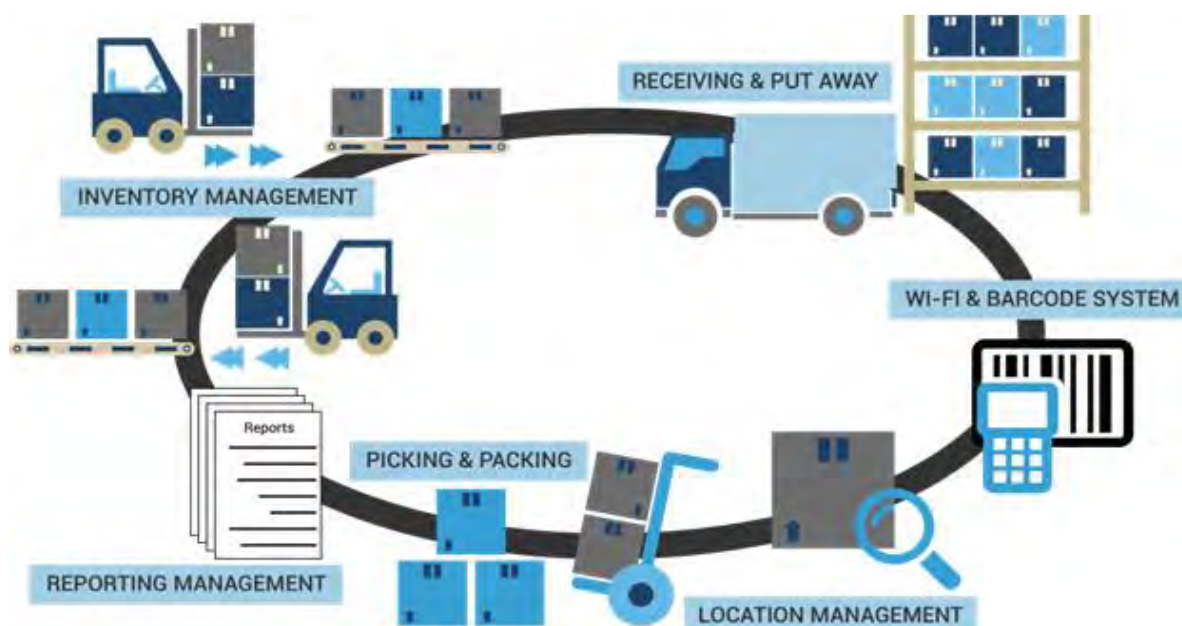 RECEIVING & PUT AWAY
INVENTORY MANAGEMENT
WI-FI & BARCODE SYSTEM
Reports
PICKING & PACKING
REPORTING MANAGEMENT
LOCATION MANAGEMENT